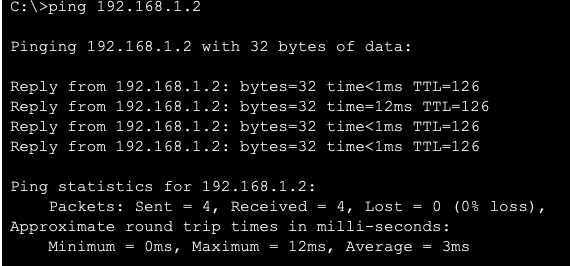 C:\>ping 192.168.1.2
Pinging 192.168.1.2 with 32 bytes of data:
Reply from 192.168.1.2: bytes=32 time<1ms TTL=126
Reply from 192.168.1.2: bytes=32 time=12ms TTL=126
Reply from 192.168.1.2: bytes=32 time<1ms TTL=126
Reply from 192.168.1.2: bytes=32 time<1ms TTL=126
Ping statistics for 192.168.1.2:
    Packets: Sent = 4, Received = 4, Lost = 0 (0% loss),
Approximate round trip times in milli-seconds:
    Minimum = 0ms, Maximum = 12ms, Average = 3ms